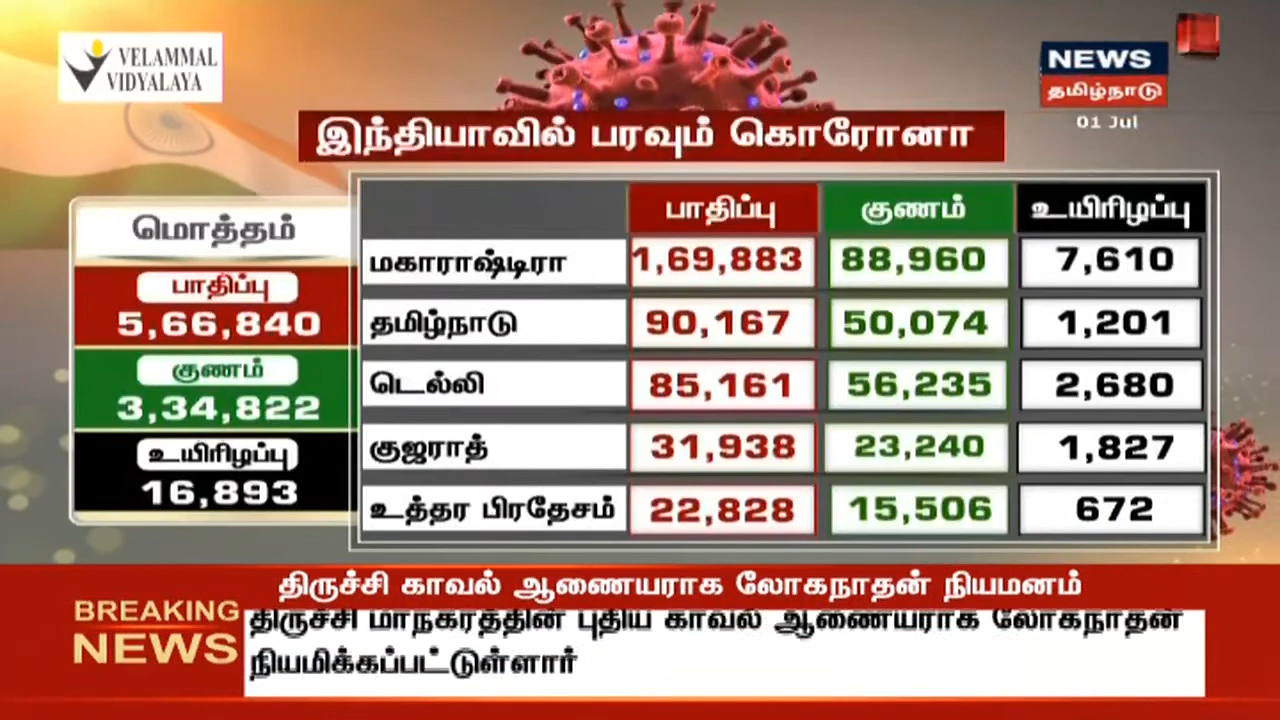 VELAMMAL
VIDYALAYA
NEWS
தமிழ்நாடு
01 Jul
இந்தியாவில் பரவும் கொரோனா
மொத்தம்
பாதிப்பு
5,66,840
குணம்
3,34,822
உயிரிழப்பு
16,893
பாதிப்பு குணம் உயிரிழப்பு
மகாராஷ்டிரா 1,69,883 88,960 7,610
தமிழ்நாடு 90,167 50,074 1,201
டெல்லி 85,161 56,235 2,680
குஜராத் 31,938 23,240 1,827
உத்தர பிரதேசம் 22,828 15,506 672
திருச்சி காவல் ஆணையராக லோகநாதன் நியமனம்
BREAKING
NEWS
திருச்சி மாநகரத்தின் புதிய காவல் ஆணையராக லோகநாதன்
நியமிக்கப்பட்டுள்ளார்